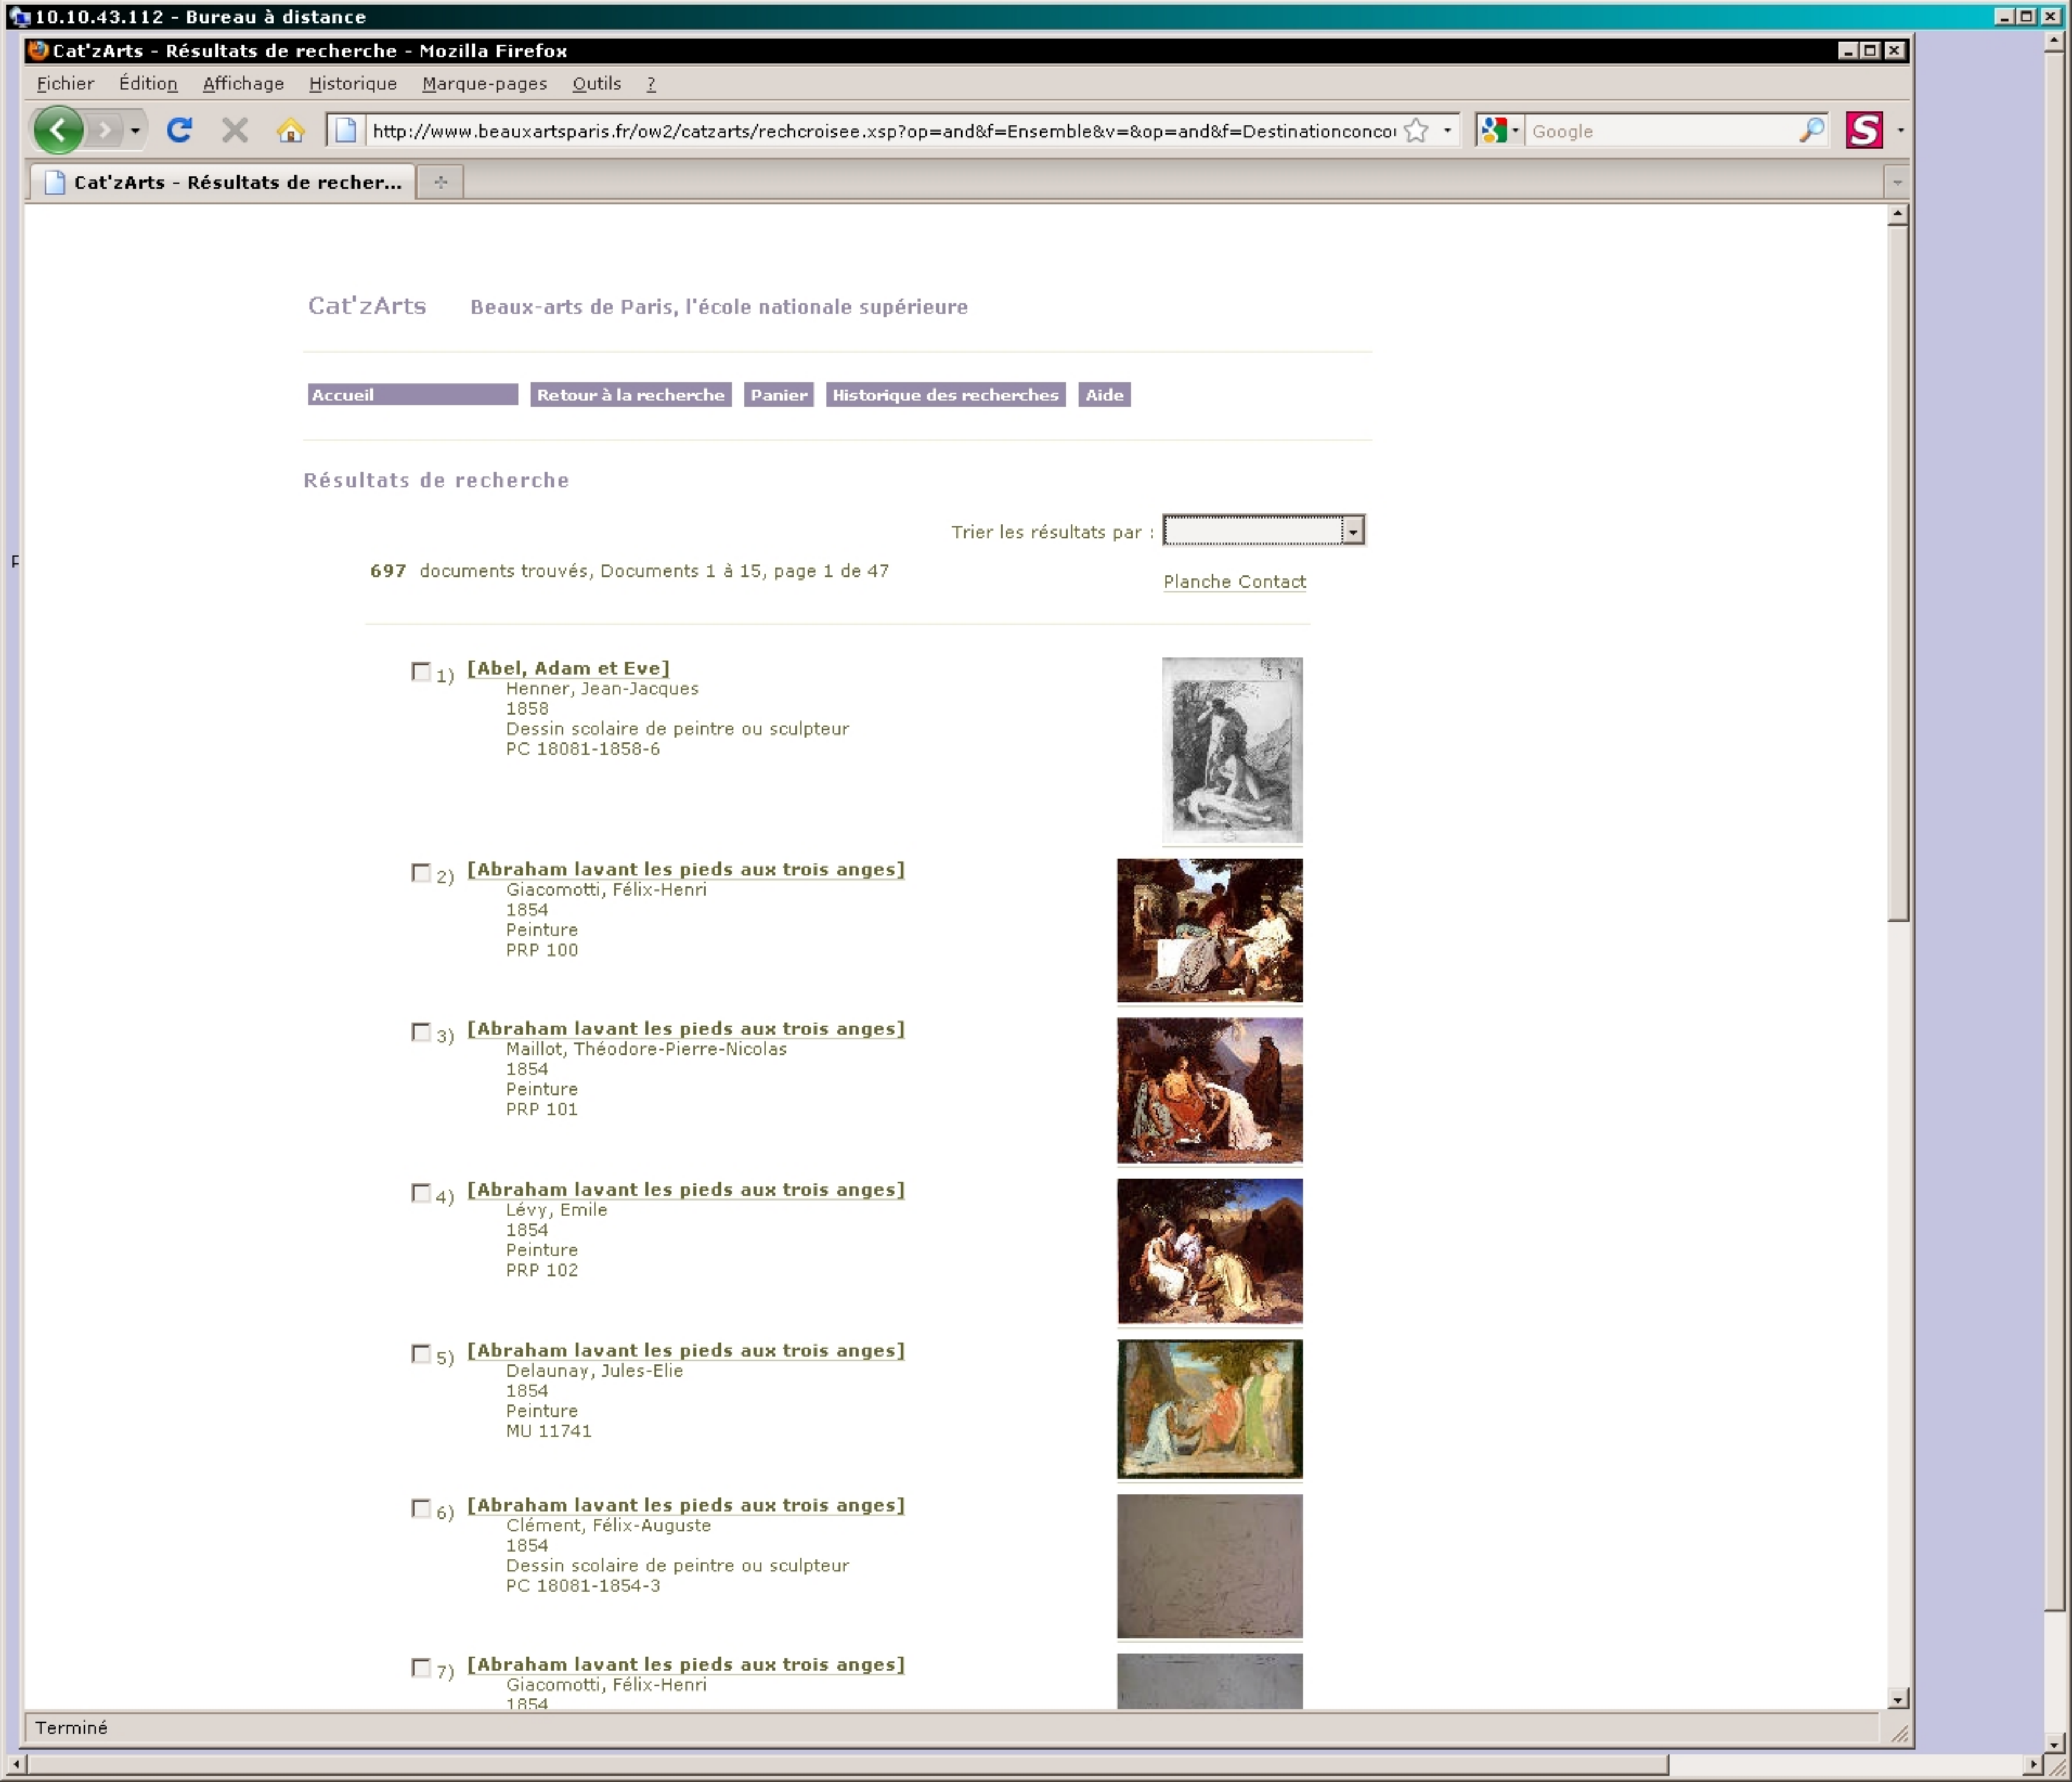 10.10.43.112 - Bureau à distance
Cat'zArts - Résultats de recherche - Mozilla Firefox
Fichier Édition Affichage Historique Marque-pages Outils ?
http://www.beauxartsparis.fr/ow2/catzarts/rechcroisee.xsp?op=and&f=Ensemble&v=&op=and&f=Destinationconco Google
Cat'zArts - Résultats de recher...
Cat'zArts Beaux-arts de Paris, l'école nationale supérieure
Accueil Retour à la recherche Panier Historique des recherches Aide
Résultats de recherche
Trier les résultats par :
697 documents trouvés, Documents 1 à 15, page 1 de 47
Planche Contact
1) [Abel, Adam et Eve]
Henner, Jean-Jacques
1858
Dessin scolaire de peintre ou sculpteur
PC 18081-1858-6
2) [Abraham lavant les pieds aux trois anges]
Giacomotti, Félix-Henri
1854
Peinture
PRP 100
3) [Abraham lavant les pieds aux trois anges]
Maillot, Théodore-Pierre-Nicolas
1854
Peinture
PRP 101
4) [Abraham lavant les pieds aux trois anges]
Lévy, Emile
1854
Peinture
PRP 102
5) [Abraham lavant les pieds aux trois anges]
Delaunay, Jules-Elie
1854
Peinture
MU 11741
6) [Abraham lavant les pieds aux trois anges]
Clément, Félix-Auguste
1854
Dessin scolaire de peintre ou sculpteur
PC 18081-1854-3
7) [Abraham lavant les pieds aux trois anges]
Giacomotti, Félix-Henri
1854
Terminé